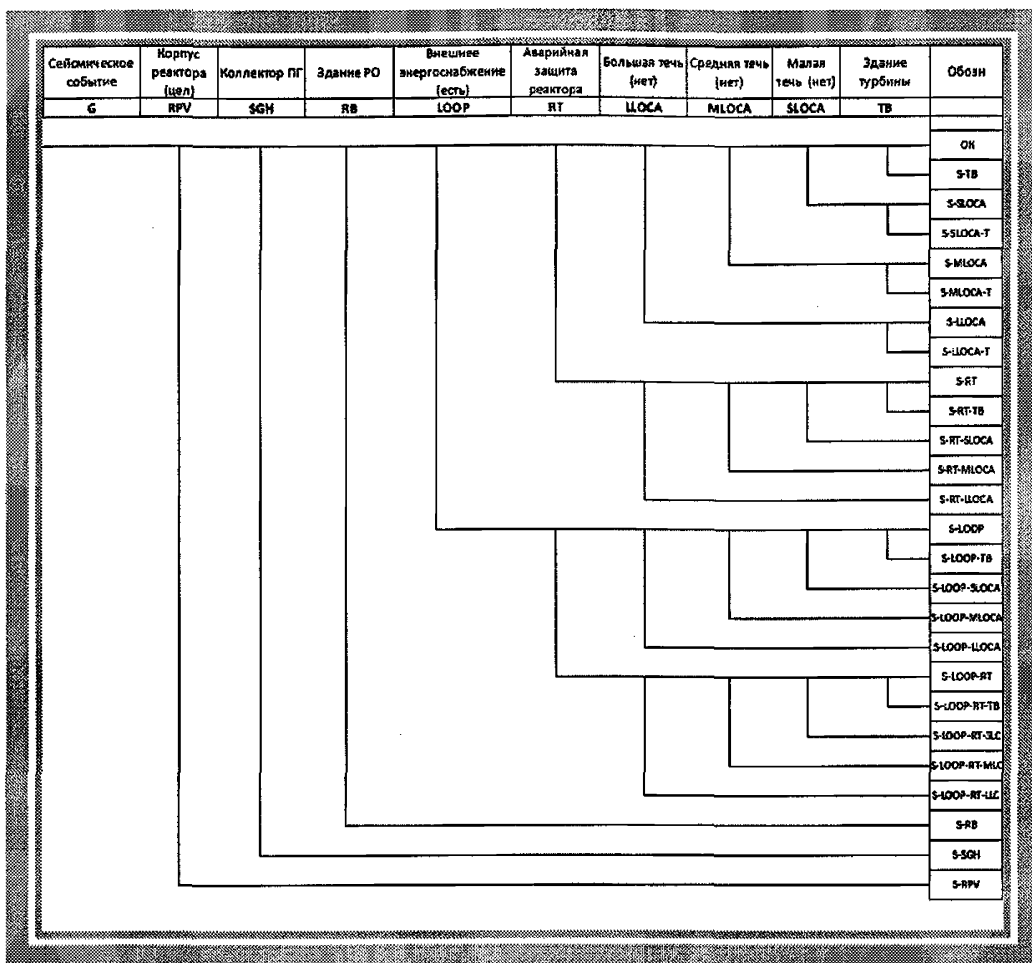 Сейсмическое событие
Корпус реактора (цел)
Коллектор ПГ
Здание РО
Внешнее энергоснабжение (есть)
Аварийная защита реактора
Большая течь (нет)
Средняя течь (нет)
Малая течь (нет)
Здание турбины
Обозн
G RPV SGH RB LOOP RT LLOCA MLOCA SLOCA TB
OK
S-TB
S-SLOCA
S-SLOCA-T
S-MLOCA
S-MLOCA-T
S-LLOCA
S-LLOCA-T
S-RT
S-RT-TB
S-RT-SLOCA
S-RT-MLOCA
S-RT-LLOCA
S-LOOP
S-LOOP-TB
S-LOOP-SLOCA
S-LOOP-MLOCA
S-LOOP-LLOCA
S-LOOP-RT
S-LOOP-RT-TB
S-LOOP-RT-SLC
S-LOOP-RT-MLC
S-LOOP-RT-LLC
S-RB
S-SGH
S-RPV